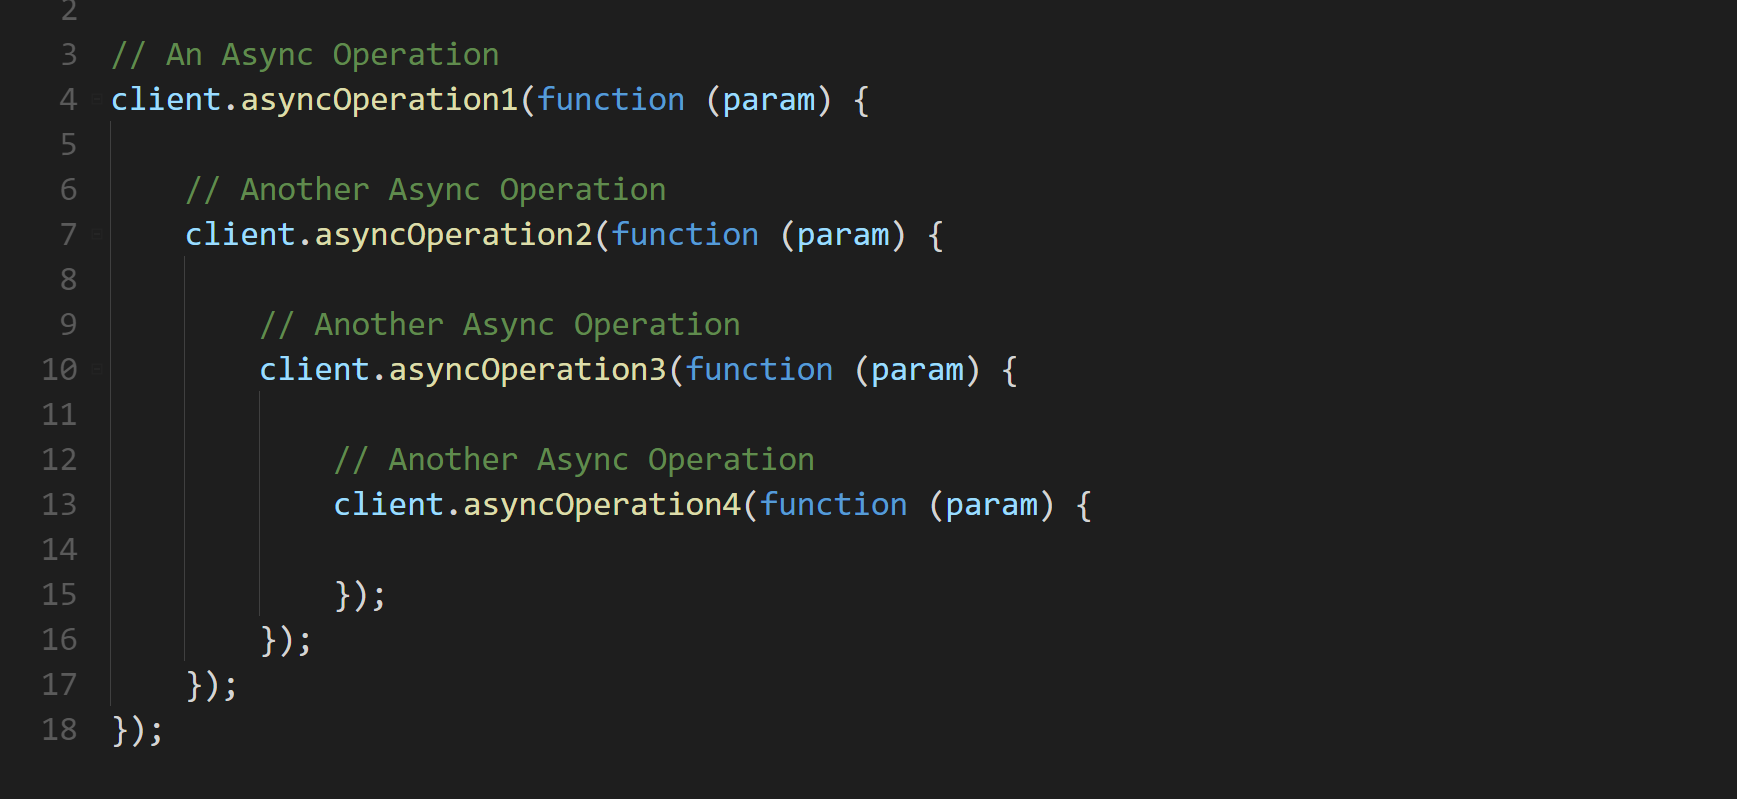 2
3 // An Async Operation
4 client.asyncOperation1(function (param) {
5
6     // Another Async Operation
7     client.asyncOperation2(function (param) {
8
9         // Another Async Operation
10         client.asyncOperation3(function (param) {
11
12             // Another Async Operation
13             client.asyncOperation4(function (param) {
14
15             });
16         });
17     });
18 });